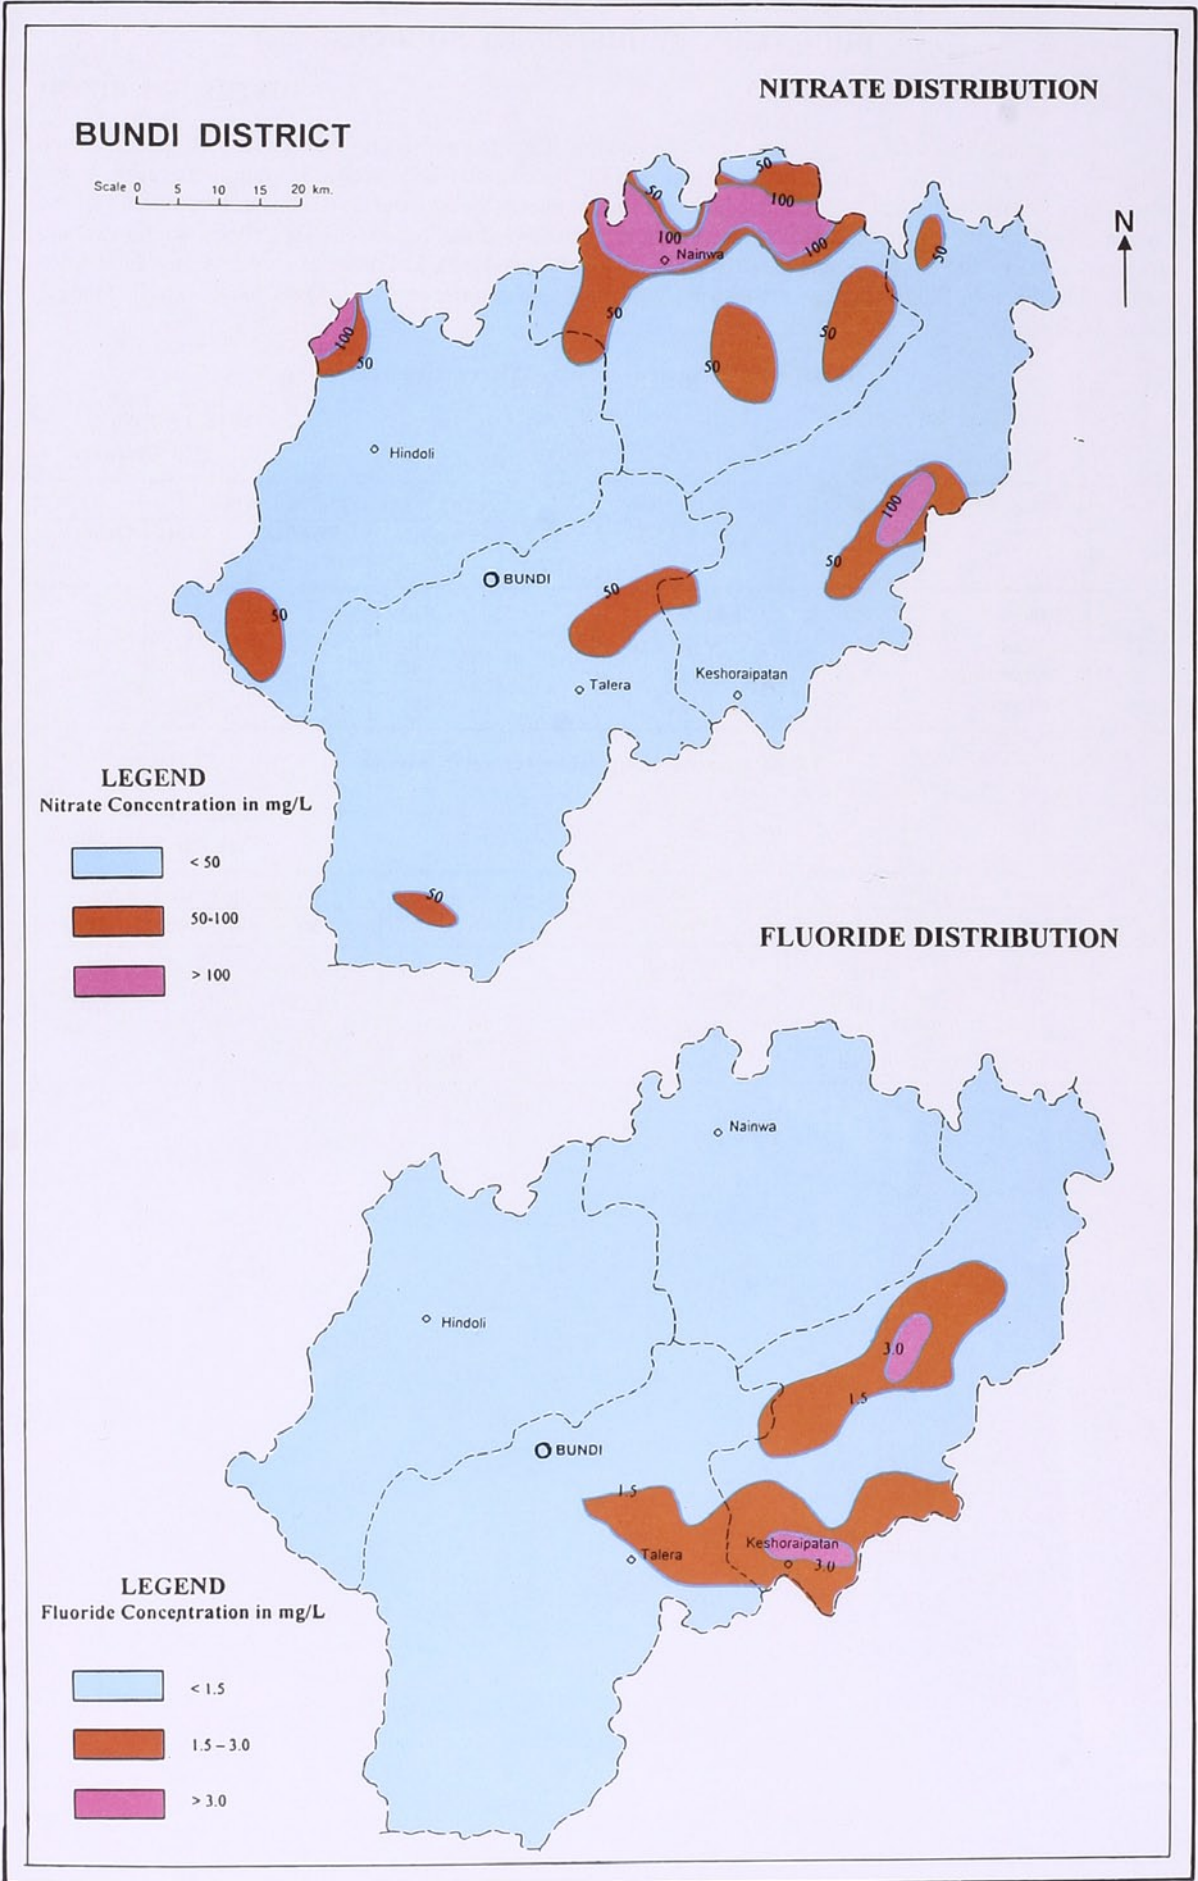 NITRATE DISTRIBUTION
BUNDI DISTRICT
Scale 0 5 10 15 20 km.
N
50
50
100
100
Nainwa
100
50
50
50
50
100
50
Hindoli
100
50
BUNDI
50
50
Talera
Keshoraipatan
50
LEGEND
Nitrate Concentration in mg/L
< 50
50-100
> 100
FLUORIDE DISTRIBUTION
Nainwa
Hindoli
3.0
1.5
BUNDI
1.5
Keshoraipatan
Talera
3.0
LEGEND
Fluoride Concentration in mg/L
< 1.5
1.5 – 3.0
> 3.0